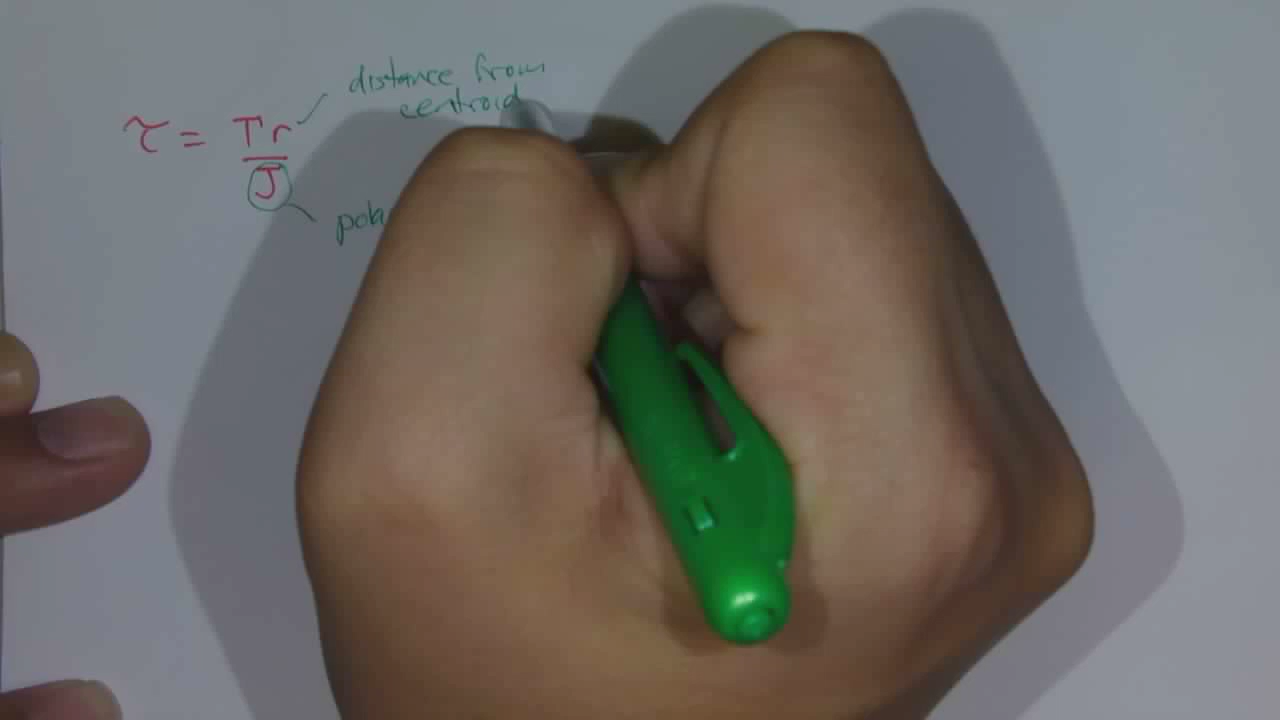 distance from
centroid
τ = Tr
J